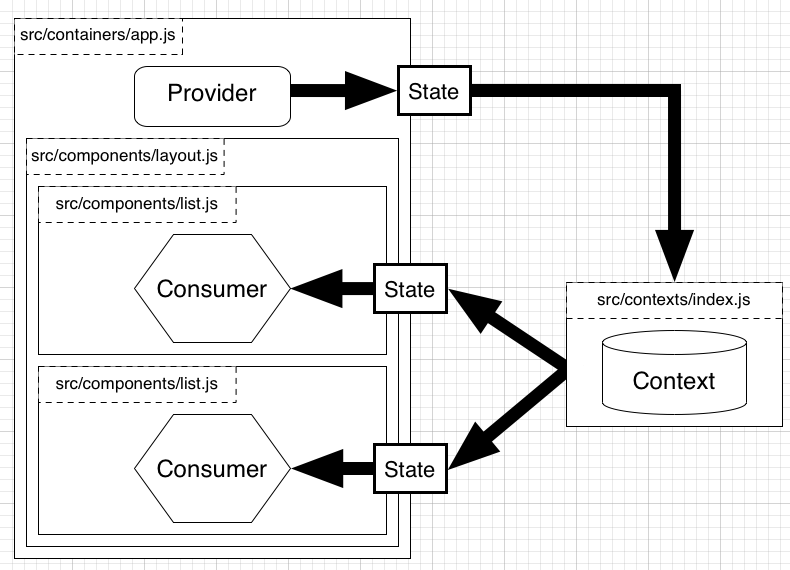 src/containers/app.js
Provider
State
src/components/layout.js
src/components/list.js
Consumer
State
src/contexts/index.js
Context
src/components/list.js
Consumer
State